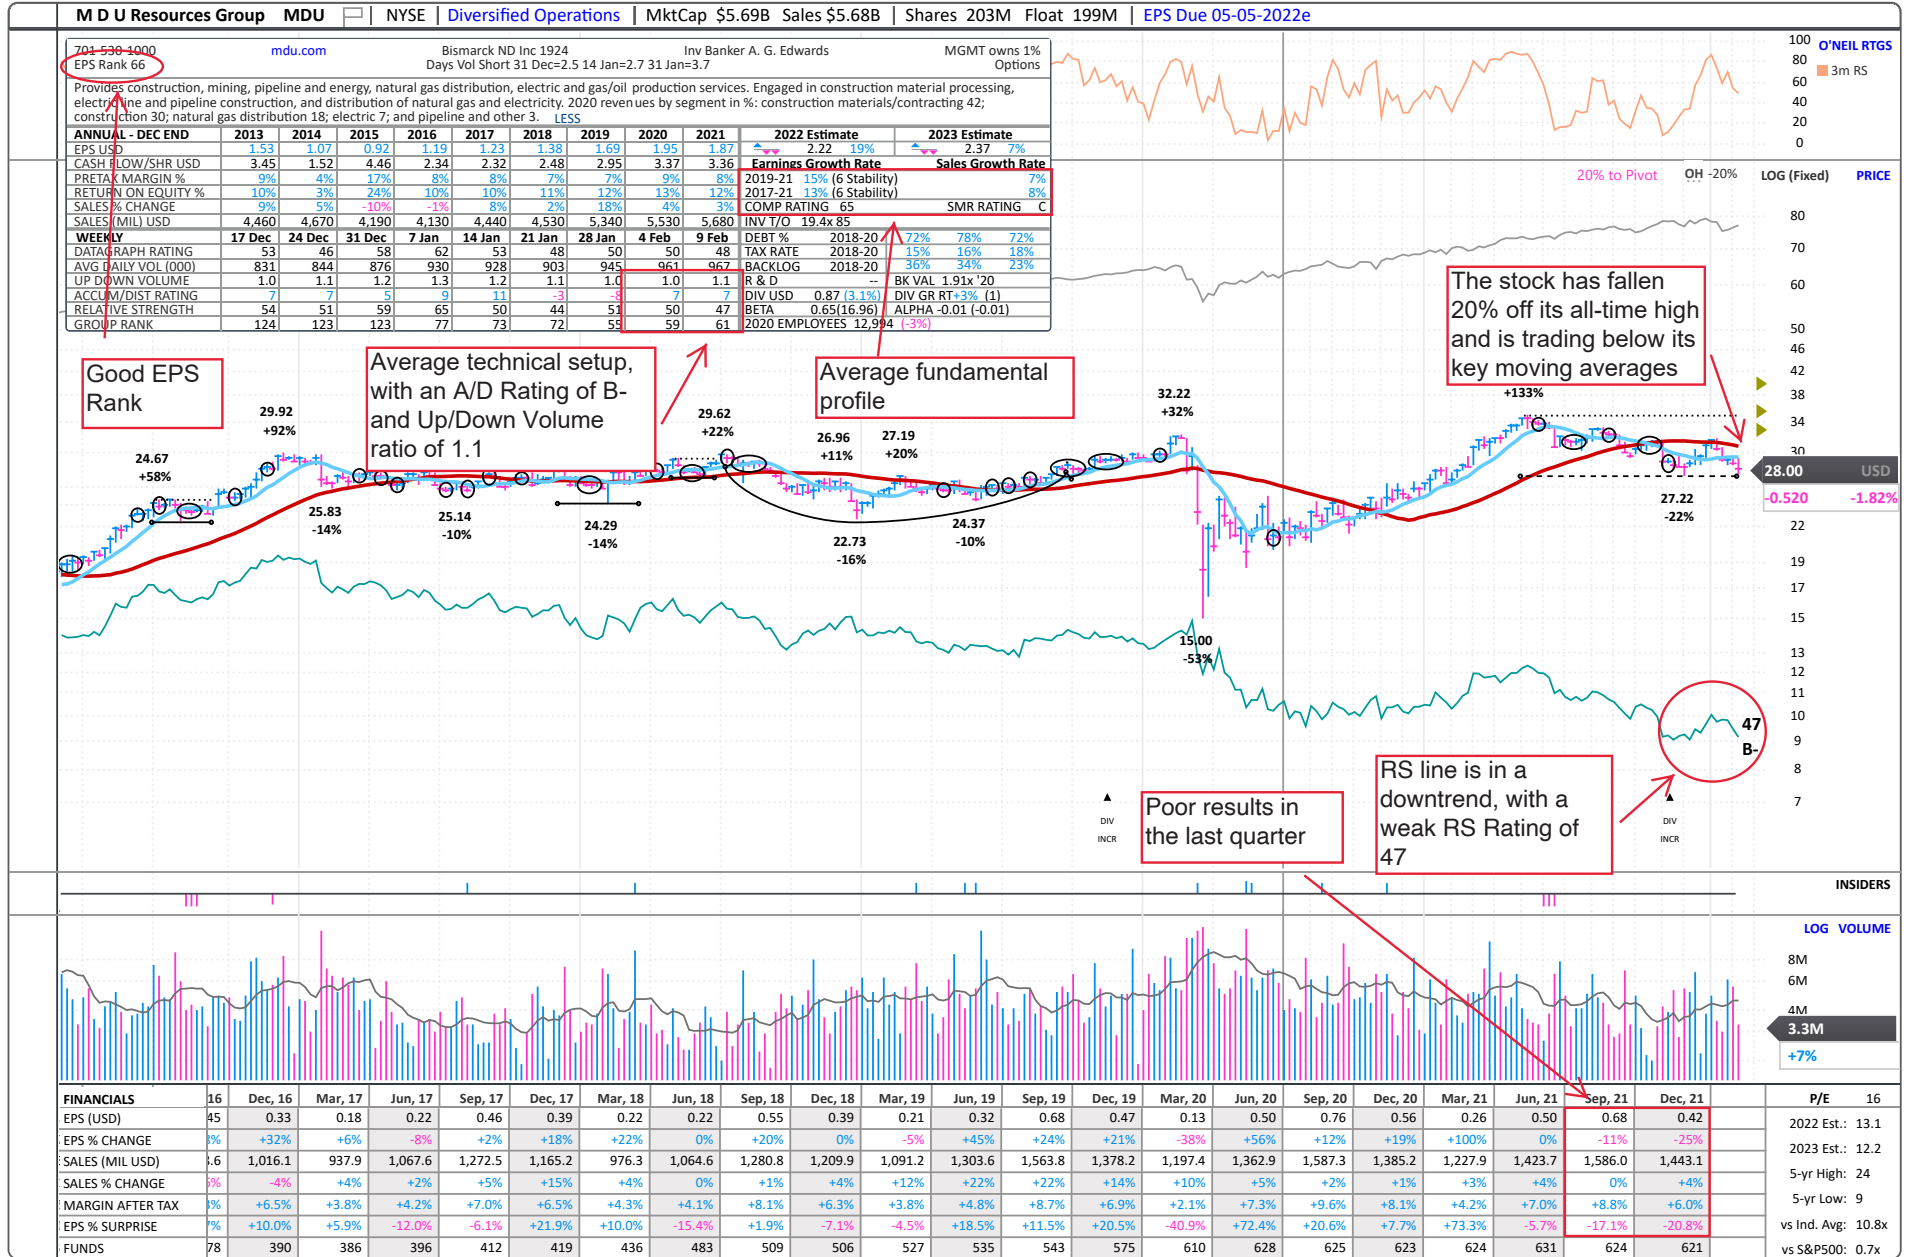 M D U Resources Group MDU NYSE Diversified Operations MktCap $5.69B Sales $5.68B Shares 203M Float 199M EPS Due 05-05-2022e
701-530-1000 mdu.com Bismarck ND Inc 1924 Inv Banker A. G. Edwards MGMT owns 1%
EPS Rank 66 Days Vol Short 31 Dec=2.5 14 Jan=2.7 31 Jan=3.7 Options
Provides construction, mining, pipeline and energy, natural gas distribution, electric and gas/oil production services. Engaged in construction material processing,
electric line and pipeline construction, and distribution of natural gas and electricity. 2020 revenues by segment in %: construction materials/contracting 42;
construction 30; natural gas distribution 18; electric 7; and pipeline and other 3. LESS
ANNUAL - DEC END 2013 2014 2015 2016 2017 2018 2019 2020 2021 2022 Estimate 2023 Estimate
EPS USD 1.53 1.07 0.92 1.19 1.23 1.38 1.69 1.95 1.87 2.22 19% 2.37 7%
CASH FLOW/SHR USD 3.45 1.52 4.46 2.34 2.32 2.48 2.95 3.37 3.36 Earnings Growth Rate Sales Growth Rate
PRETAX MARGIN % 9% 4% 17% 8% 8% 7% 7% 9% 8% 2019-21 15% (6 Stability) 7%
RETURN ON EQUITY % 10% 3% 24% 10% 10% 11% 12% 13% 12% 2017-21 13% (6 Stability) 8%
SALES % CHANGE 9% 5% -10% -1% 8% 2% 18% 4% 3% COMP RATING 65 SMR RATING C
SALES (MIL) USD 4,460 4,670 4,190 4,130 4,440 4,530 5,340 5,530 5,680 INV T/O 19.4x 85
WEEKLY 17 Dec 24 Dec 31 Dec 7 Jan 14 Jan 21 Jan 28 Jan 4 Feb 9 Feb DEBT % 2018-20 72% 78% 72%
DATAGRAPH RATING 53 46 58 62 53 48 50 50 48 TAX RATE 2018-20 15% 16% 18%
AVG DAILY VOL (000) 831 844 876 930 928 903 945 961 967 BACKLOG 2018-20 36% 34% 23%
UP DOWN VOLUME 1.0 1.1 1.2 1.3 1.2 1.1 1.0 1.0 1.1 R & D -- BK VAL 1.91x '20
ACCUM/DIST RATING 7 7 5 9 11 -3 -8 7 7 DIV USD 0.87 (3.1%) DIV GR RT+3% (1)
RELATIVE STRENGTH 54 51 59 65 50 44 51 50 47 BETA 0.65(16.96) ALPHA -0.01 (-0.01)
GROUP RANK 124 123 123 77 73 72 55 59 61 2020 EMPLOYEES 12,994 (-3%)
100 O'NEIL RTGS
80 3m RS
60
40
20
0
20% to Pivot OH -20% LOG (Fixed) PRICE
80
70
60
50
46
42
38
34
30
28.00 USD
-0.520 -1.82%
22
19
17
15
13
12
11
10
9
8
7
The stock has fallen
20% off its all-time high
and is trading below its
key moving averages
Good EPS
Rank
Average technical setup,
with an A/D Rating of B-
and Up/Down Volume
ratio of 1.1
Average fundamental
profile
24.67
+58%
29.92
+92%
25.83
-14%
25.14
-10%
24.29
-14%
29.62
+22%
26.96
+11%
27.19
+20%
22.73
-16%
24.37
-10%
32.22
+32%
15.00
-53%
+133%
27.22
-22%
47
B-
Poor results in
the last quarter
RS line is in a
downtrend, with a
weak RS Rating of
47
DIV
INCR
DIV
INCR
INSIDERS
LOG VOLUME
8M
6M
4M
3.3M
+7%
FINANCIALS 16 Dec, 16 Mar, 17 Jun, 17 Sep, 17 Dec, 17 Mar, 18 Jun, 18 Sep, 18 Dec, 18 Mar, 19 Jun, 19 Sep, 19 Dec, 19 Mar, 20 Jun, 20 Sep, 20 Dec, 20 Mar, 21 Jun, 21 Sep, 21 Dec, 21
EPS (USD) 45 0.33 0.18 0.22 0.46 0.39 0.22 0.22 0.55 0.39 0.21 0.32 0.68 0.47 0.13 0.50 0.76 0.56 0.26 0.50 0.68 0.42
EPS % CHANGE % +32% +6% -8% +2% +18% +22% 0% +20% 0% -5% +45% +24% +21% -38% +56% +12% +19% +100% 0% -11% -25%
SALES (MIL USD) .6 1,016.1 937.9 1,067.6 1,272.5 1,165.2 976.3 1,064.6 1,280.8 1,209.9 1,091.2 1,303.6 1,563.8 1,378.2 1,197.4 1,362.9 1,587.3 1,385.2 1,227.9 1,423.7 1,586.0 1,443.1
SALES % CHANGE % -4% +4% +2% +5% +15% +4% 0% +1% +4% +12% +22% +22% +14% +10% +5% +2% +1% +3% +4% 0% +4%
MARGIN AFTER TAX % +6.5% +3.8% +4.2% +7.0% +6.5% +4.3% +4.1% +8.1% +6.3% +3.8% +4.8% +8.7% +6.9% +2.1% +7.3% +9.6% +8.1% +4.2% +7.0% +8.8% +6.0%
EPS % SURPRISE % +10.0% +5.9% -12.0% -6.1% +21.9% +10.0% -15.4% +1.9% -7.1% -4.5% +18.5% +11.5% +20.5% -40.9% +72.4% +20.6% +7.7% +73.3% -5.7% -17.1% -20.8%
FUNDS 78 390 386 396 412 419 436 483 509 506 527 535 543 575 610 628 625 623 624 631 624 621
P/E 16
2022 Est.: 13.1
2023 Est.: 12.2
5-yr High: 24
5-yr Low: 9
vs Ind. Avg: 10.8x
vs S&P500: 0.7x